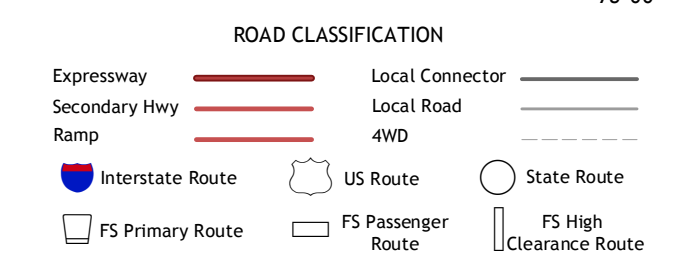 ROAD CLASSIFICATION
Expressway
Local Connector
Secondary Hwy
Local Road
Ramp
4WD
Interstate Route
US Route
State Route
FS Primary Route
FS Passenger
Route
FS High
Clearance Route